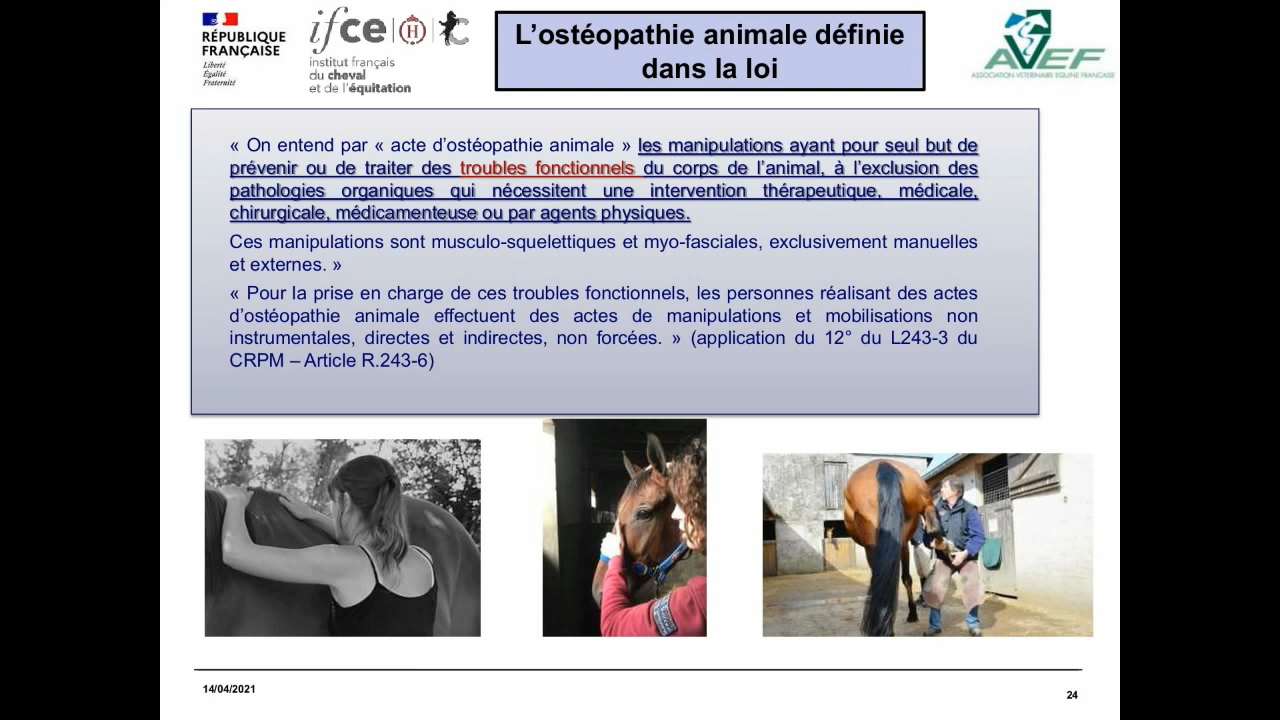 RÉPUBLIQUE
FRANÇAISE
Liberté
Égalité
Fraternité
ifce
H
institut français
du cheval
et de l'équitation
L'ostéopathie animale définie
dans la loi
AVEF
ASSOCIATION VETERINAIRE EQUINE FRANÇAISE
« On entend par « acte d'ostéopathie animale » les manipulations ayant pour seul but de
prévenir ou de traiter des troubles fonctionnels du corps de l'animal, à l'exclusion des
pathologies organiques qui nécessitent une intervention thérapeutique, médicale,
chirurgicale, médicamenteuse ou par agents physiques.
Ces manipulations sont musculo-squelettiques et myo-fasciales, exclusivement manuelles
et externes. »
« Pour la prise en charge de ces troubles fonctionnels, les personnes réalisant des actes
d'ostéopathie animale effectuent des actes de manipulations et mobilisations non
instrumentales, directes et indirectes, non forcées. » (application du 12° du L243-3 du
CRPM – Article R.243-6)
14/04/2021
24